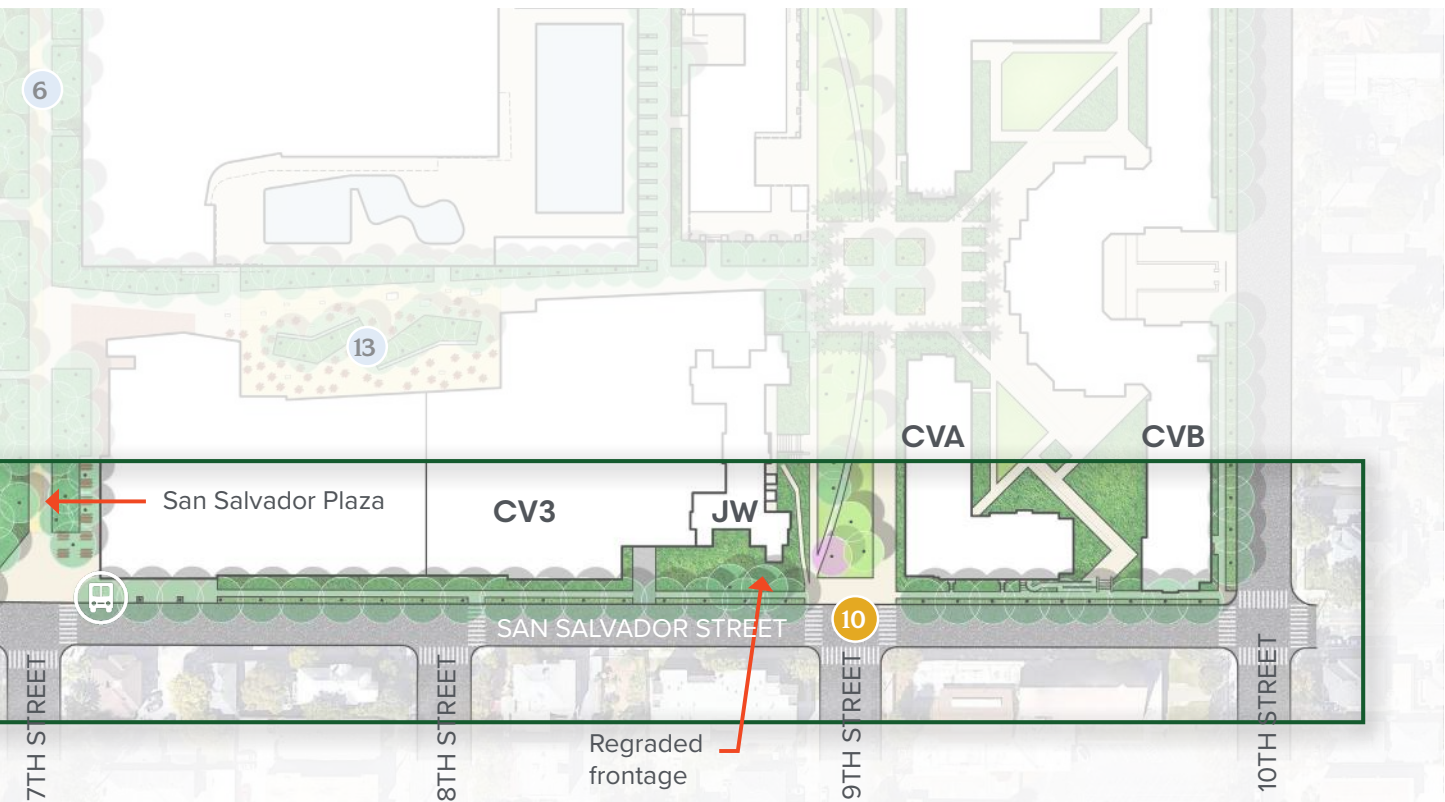 6
13
CVA
CVB
San Salvador Plaza
CV3
JW
10
SAN SALVADOR STREET
7TH STREET
8TH STREET
Regraded
frontage
9TH STREET
10TH STREET